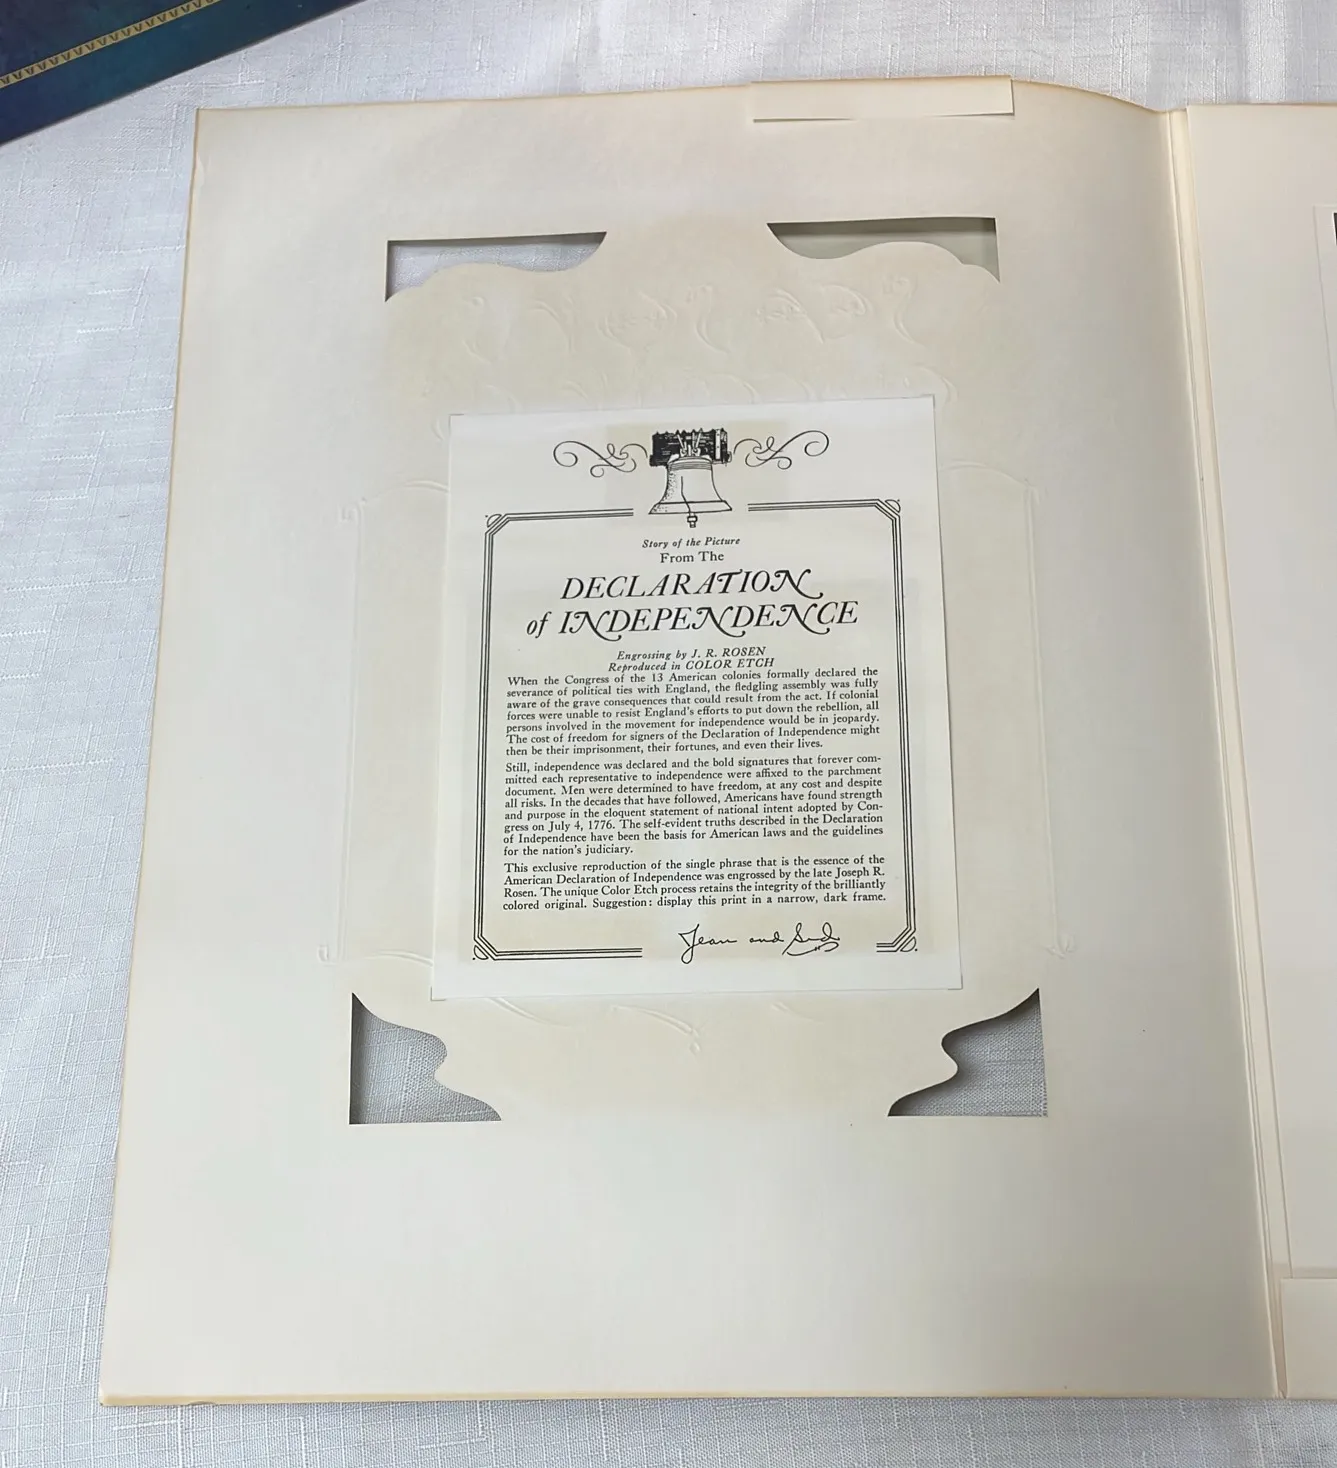 Story of the Picture
From The
DECLARATION
of INDEPENDENCE
Engrossing by J. R. ROSEN
Reproduced in COLOR ETCH
When the Congress of the 13 American colonies formally declared the
severance of political ties with England, the fledgling assembly was fully
aware of the grave consequences that could result from the act. If colonial
forces were unable to resist England's efforts to put down the rebellion, all
persons involved in the movement for independence would be in jeopardy.
The cost of freedom for signers of the Declaration of Independence might
then be their imprisonment, their fortunes, and even their lives.
Still, independence was declared and the bold signatures that forever com-
mitted each representative to independence were affixed to the parchment
document. Men were determined to have freedom, at any cost and despite
all risks. In the decades that have followed, Americans have found strength
and purpose in the eloquent statement of national intent adopted by Con-
gress on July 4, 1776. The self-evident truths described in the Declaration
of Independence have been the basis for American laws and the guidelines
for the nation's judiciary.
This exclusive reproduction of the single phrase that is the essence of the
American Declaration of Independence was engrossed by the late Joseph R.
Rosen. The unique Color Etch process retains the integrity of the brilliantly
colored original. Suggestion: display this print in a narrow, dark frame.
Jean and Sid